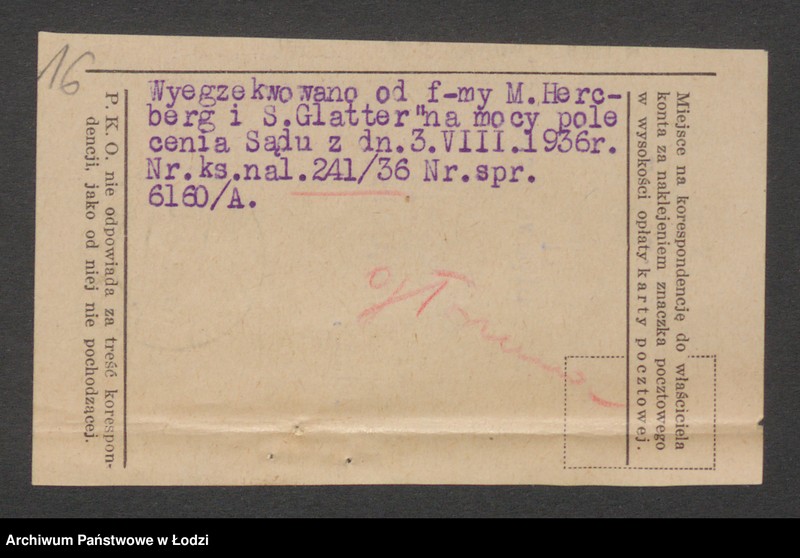 16
Wyegzekwowano od f-my M.Herc-
berg i S.Glatter"na mocy pole
cenia Sądu z dn.3.VIII.1936r.
Nr.ks.nal.241/36 Nr.spr.
6160/A.
P. K. O. nie odpowiada za treść korespon-
dencji, jako od niej nie pochodzącej.
Miejsce na korespondencję do właściciela
konta za naklejeniem znaczka pocztowego
w wysokości opłaty karty pocztowej.
Archiwum Państwowe w Łodzi